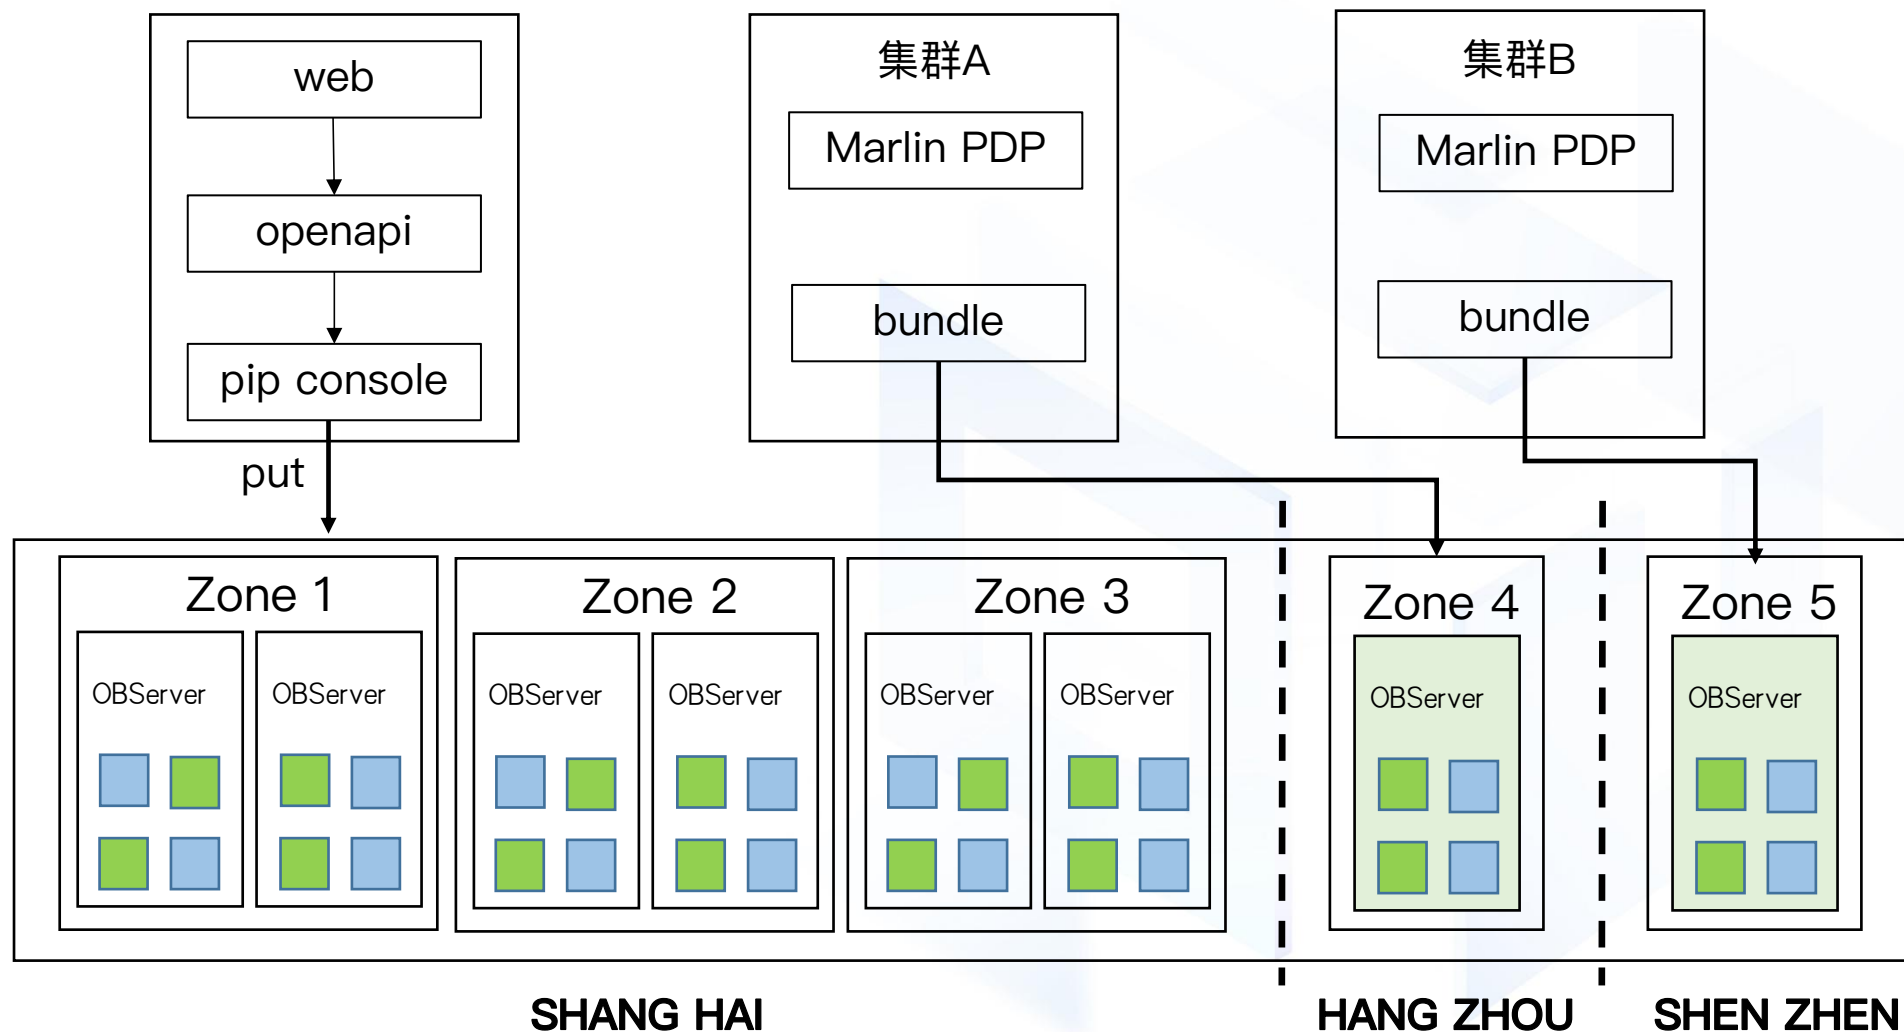 web
openapi
pip console
put
集群A
Marlin PDP
bundle
集群B
Marlin PDP
bundle
Zone 1
OBServer
OBServer
Zone 2
OBServer
OBServer
Zone 3
OBServer
OBServer
Zone 4
OBServer
Zone 5
OBServer
SHANG HAI
HANG ZHOU
SHEN ZHEN